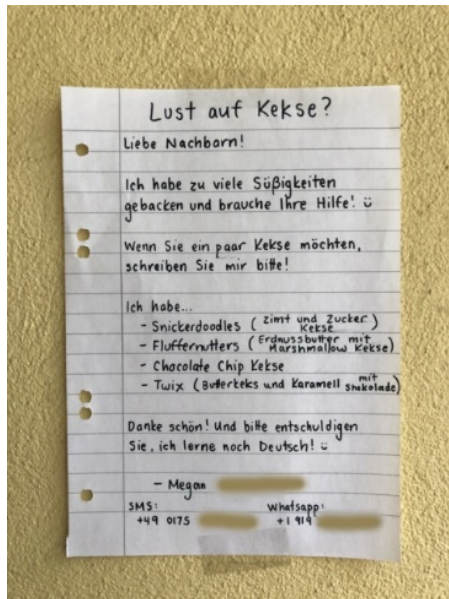 Lust auf Kekse?
Liebe Nachbarn!
Ich habe zu viele Süßigkeiten
gebacken und brauche Ihre Hilfe! ü
Wenn Sie ein paar Kekse möchten,
schreiben Sie mir bitte!
Ich habe...
- Snickerdoodles (Zimt und Zucker Kekse)
- Fluffernutters (Erdnussbutter mit Marshmallow Kekse)
- Chocolate Chip Kekse
- Twix (Butterkeks und Karamell mit Shokolade)
Danke schön! Und bitte entschuldigen
Sie, ich lerne noch Deutsch! ü
- Megan
SMS: Whatsapp:
+49 0175 +1 919